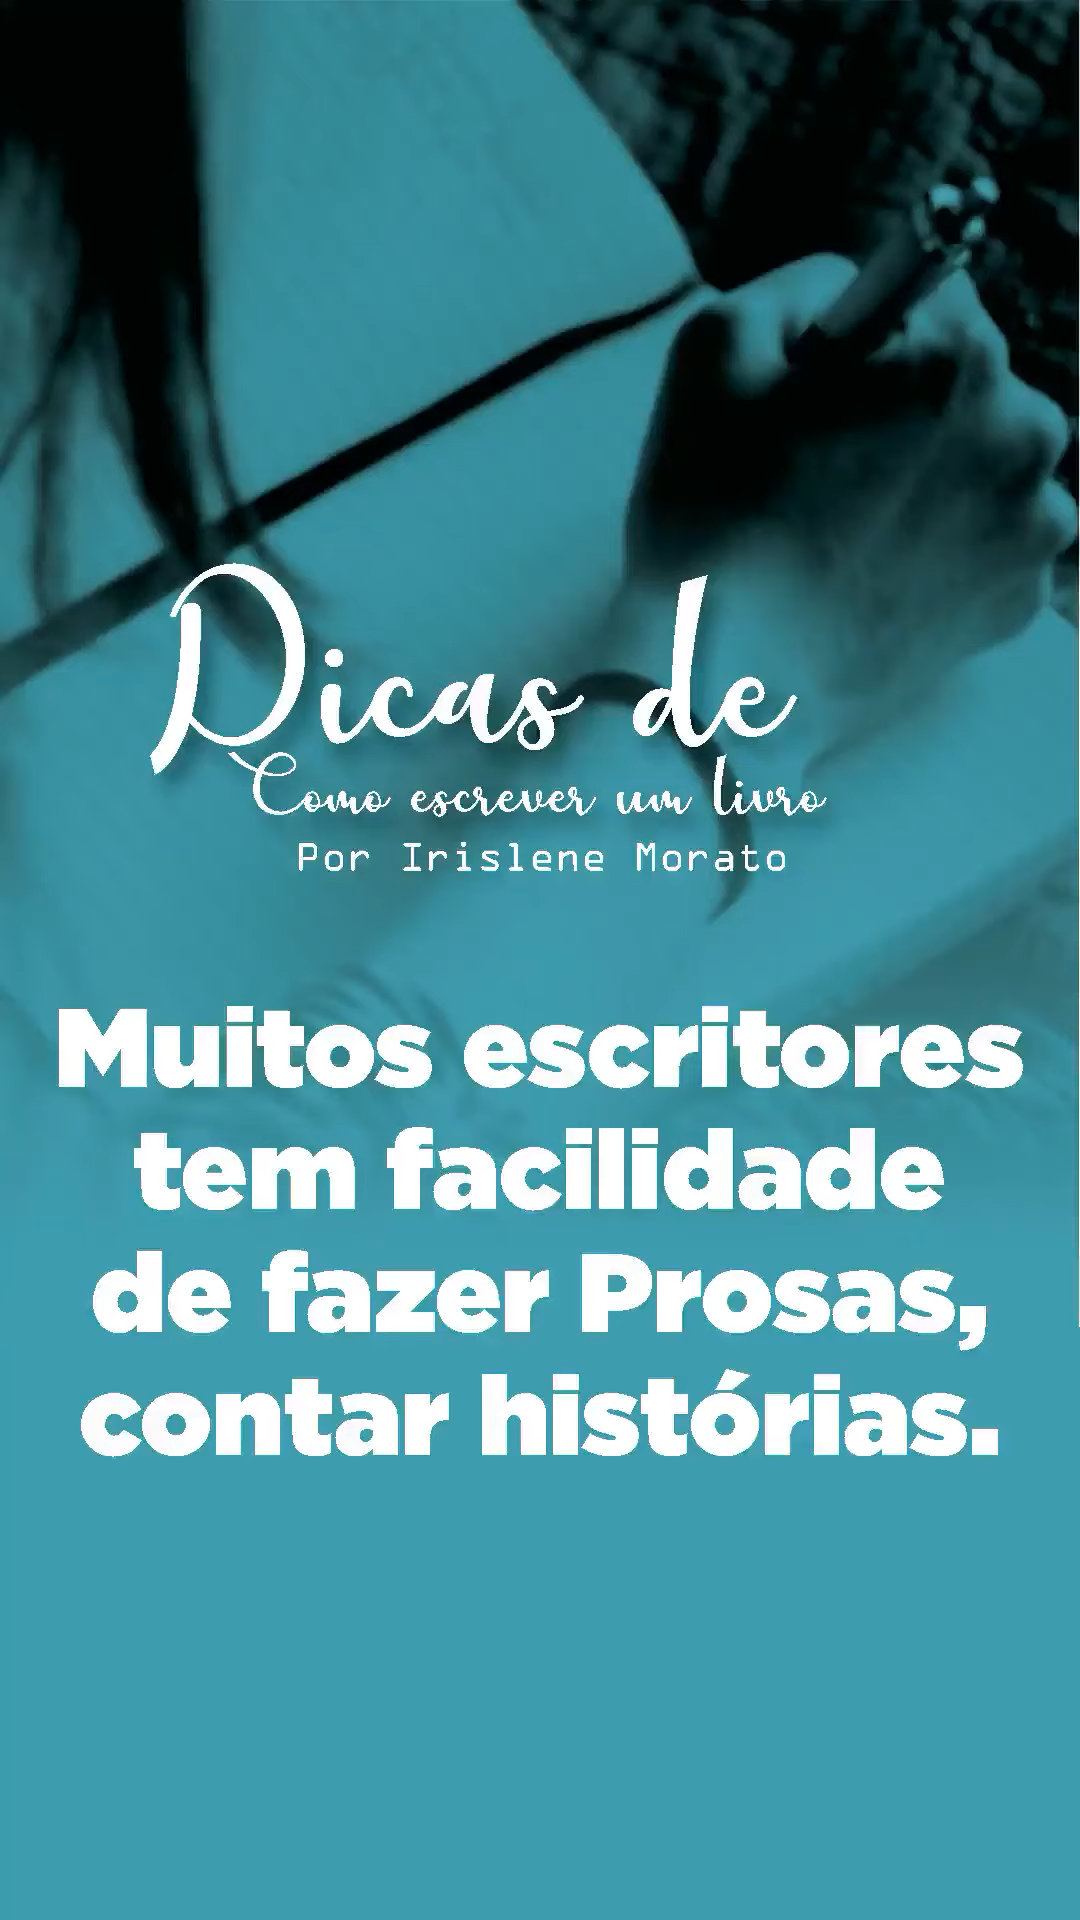 Dicas de
Como escrever um livro
Por Irislene Morato
Muitos escritores
tem facilidade
de fazer Prosas,
contar histórias.